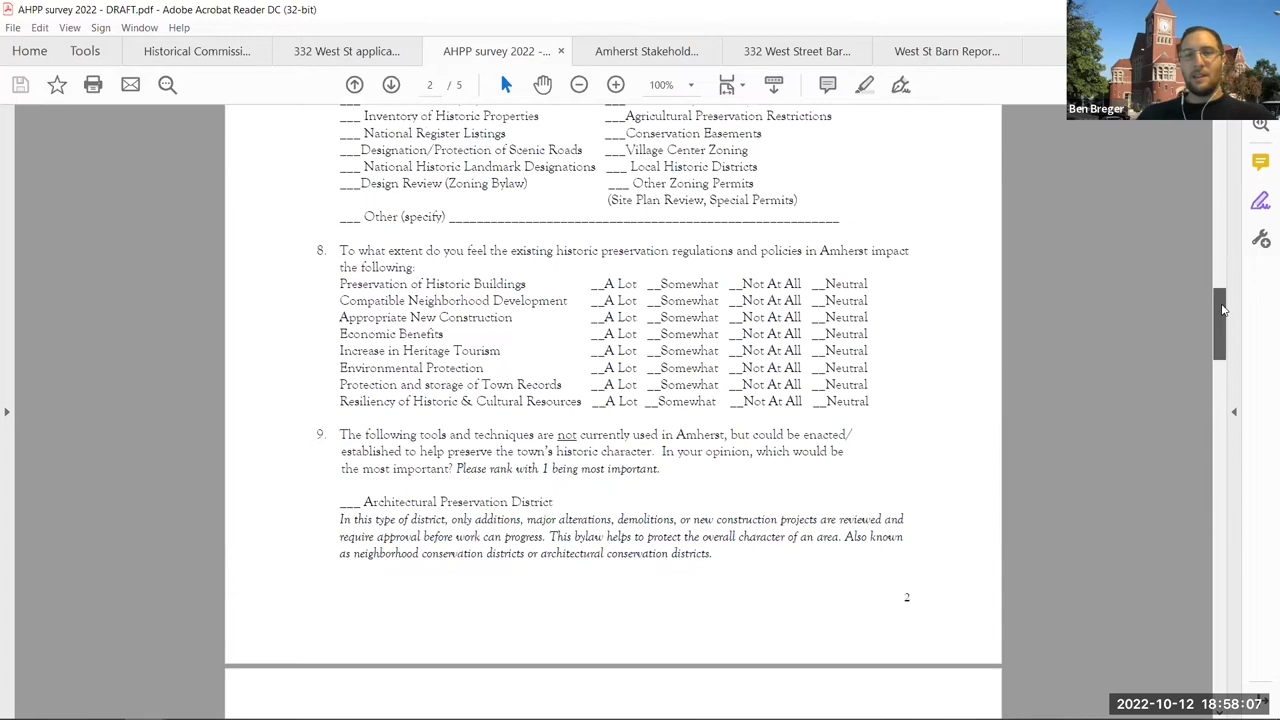 AHPP survey 2022 - DRAFT.pdf - Adobe Acrobat Reader DC (32-bit)
File Edit View Sign Window Help
Home Tools Historical Commissi... 332 West St applica... AHPP survey 2022 -... × Amherst Stakehold... 332 West Street Bar... West St Barn Repor...
2 / 5 100%
Ben Breger
of Historic Properties ___Agricultural Preservation Restrictions
___ National Register Listings ___Conservation Easements
___Designation/Protection of Scenic Roads ___Village Center Zoning
___ National Historic Landmark Designations ___ Local Historic Districts
___Design Review (Zoning Bylaw) ___ Other Zoning Permits
(Site Plan Review, Special Permits)
___ Other (specify) ___________________________________________________________
8. To what extent do you feel the existing historic preservation regulations and policies in Amherst impact
the following:
Preservation of Historic Buildings __A Lot __Somewhat __Not At All __Neutral
Compatible Neighborhood Development __A Lot __Somewhat __Not At All __Neutral
Appropriate New Construction __A Lot __Somewhat __Not At All __Neutral
Economic Benefits __A Lot __Somewhat __Not At All __Neutral
Increase in Heritage Tourism __A Lot __Somewhat __Not At All __Neutral
Environmental Protection __A Lot __Somewhat __Not At All __Neutral
Protection and storage of Town Records __A Lot __Somewhat __Not At All __Neutral
Resiliency of Historic & Cultural Resources __A Lot __Somewhat __Not At All __Neutral
9. The following tools and techniques are not currently used in Amherst, but could be enacted/
established to help preserve the town's historic character. In your opinion, which would be
the most important? Please rank with 1 being most important.
___ Architectural Preservation District
In this type of district, only additions, major alterations, demolitions, or new construction projects are reviewed and
require approval before work can progress. This bylaw helps to protect the overall character of an area. Also known
as neighborhood conservation districts or architectural conservation districts.
2
2022-10-12 18:58:07